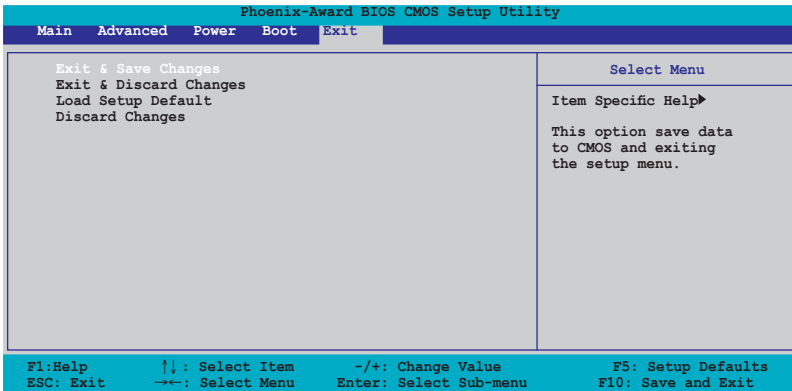 Phoenix-Award BIOS CMOS Setup Utility
Main Advanced Power Boot Exit
Exit & Save Changes
Exit & Discard Changes
Load Setup Default
Discard Changes
Select Menu
Item Specific Help▶
This option save data
to CMOS and exiting
the setup menu.
F1:Help ↑↓: Select Item -/+: Change Value F5: Setup Defaults
ESC: Exit →←: Select Menu Enter: Select Sub-menu F10: Save and Exit